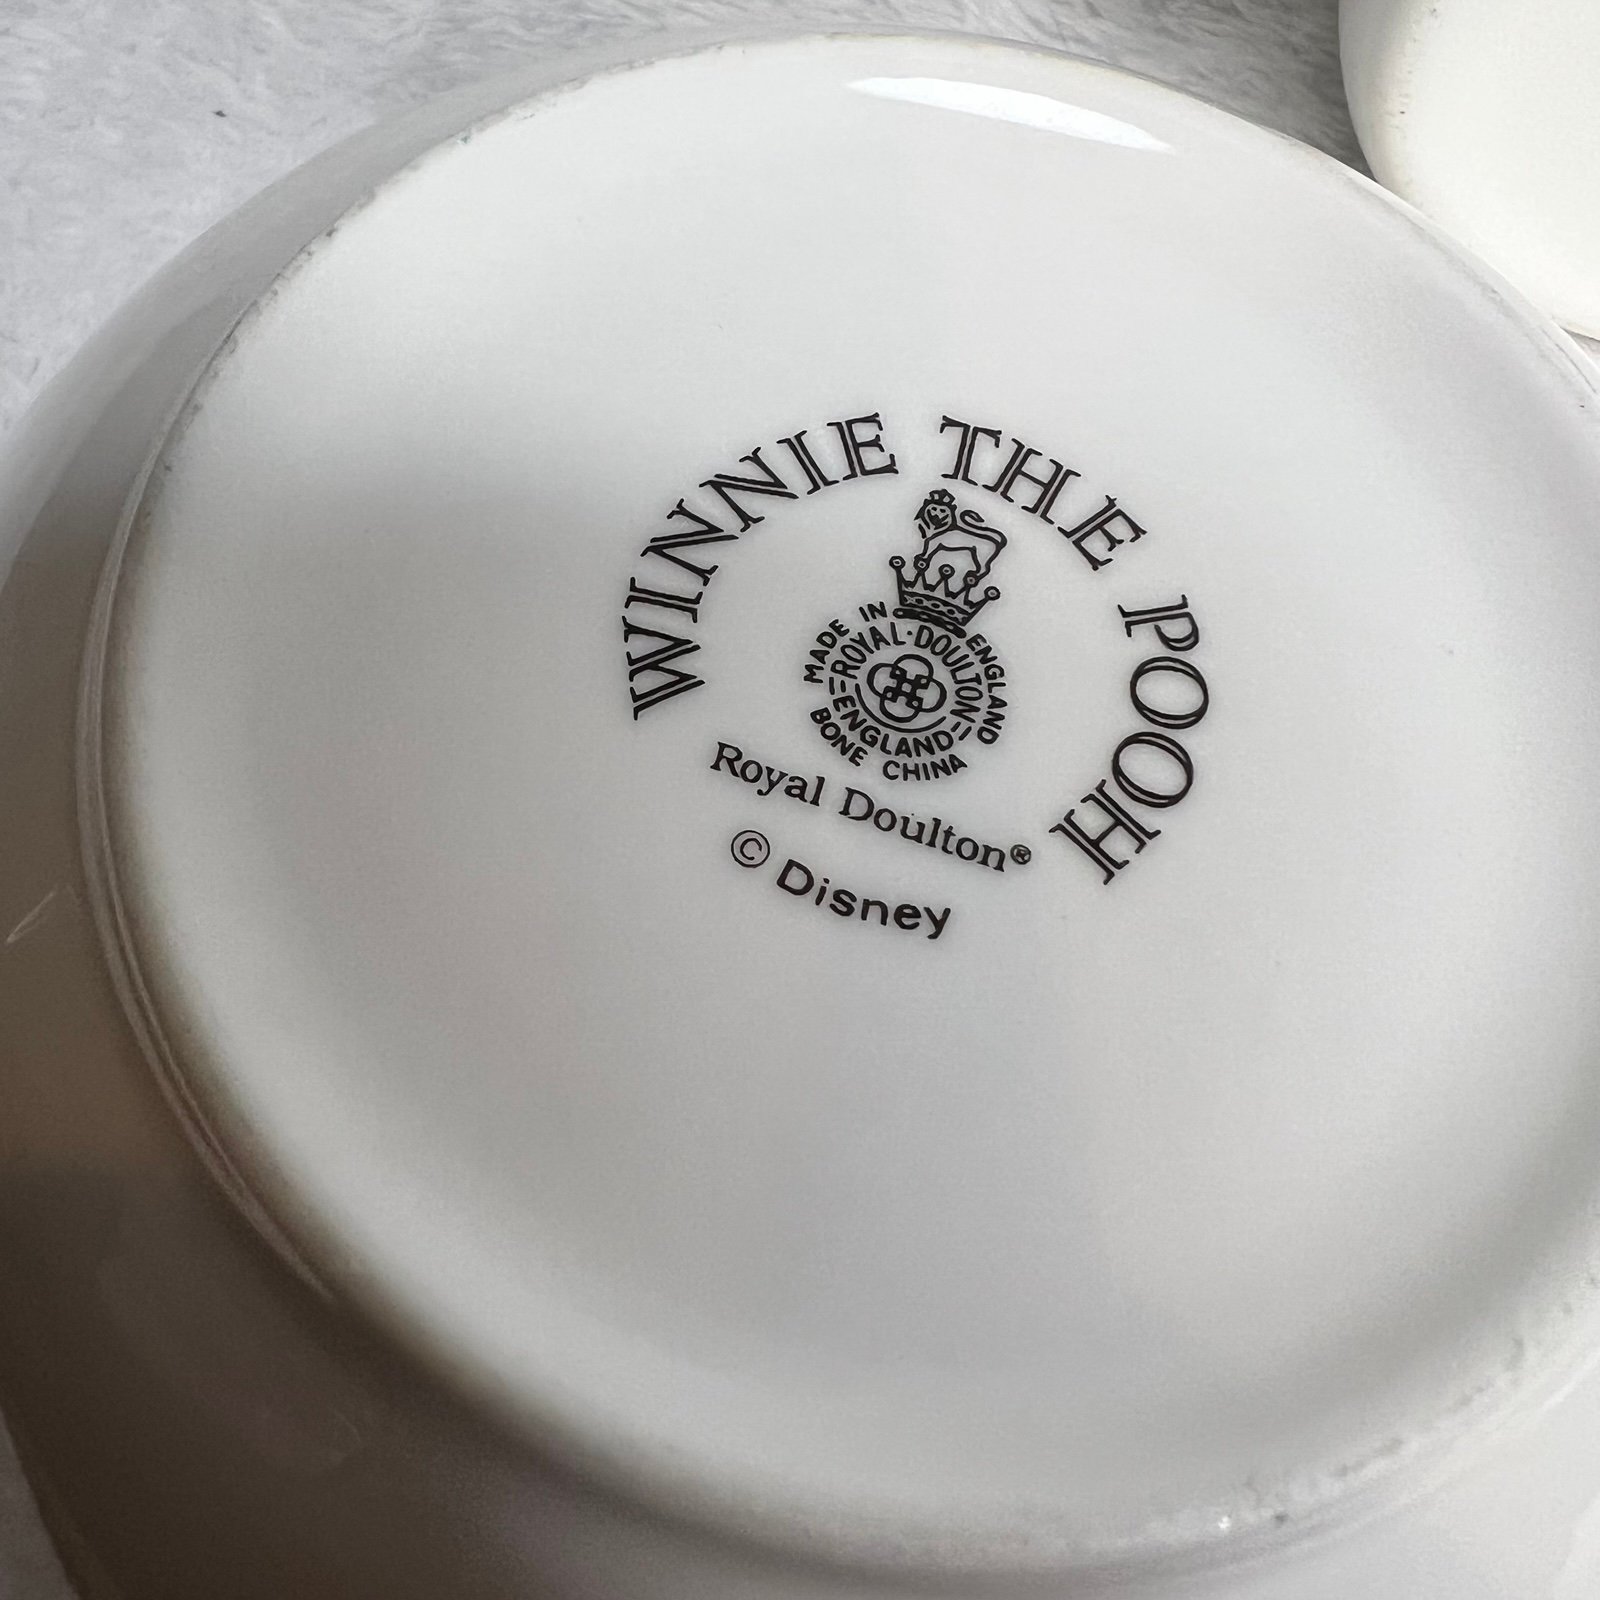 WINNIE THE POOH
MADE IN ENGLAND
ROYAL·DOULTON
ENGLAND
BONE CHINA
Royal Doulton®
© Disney